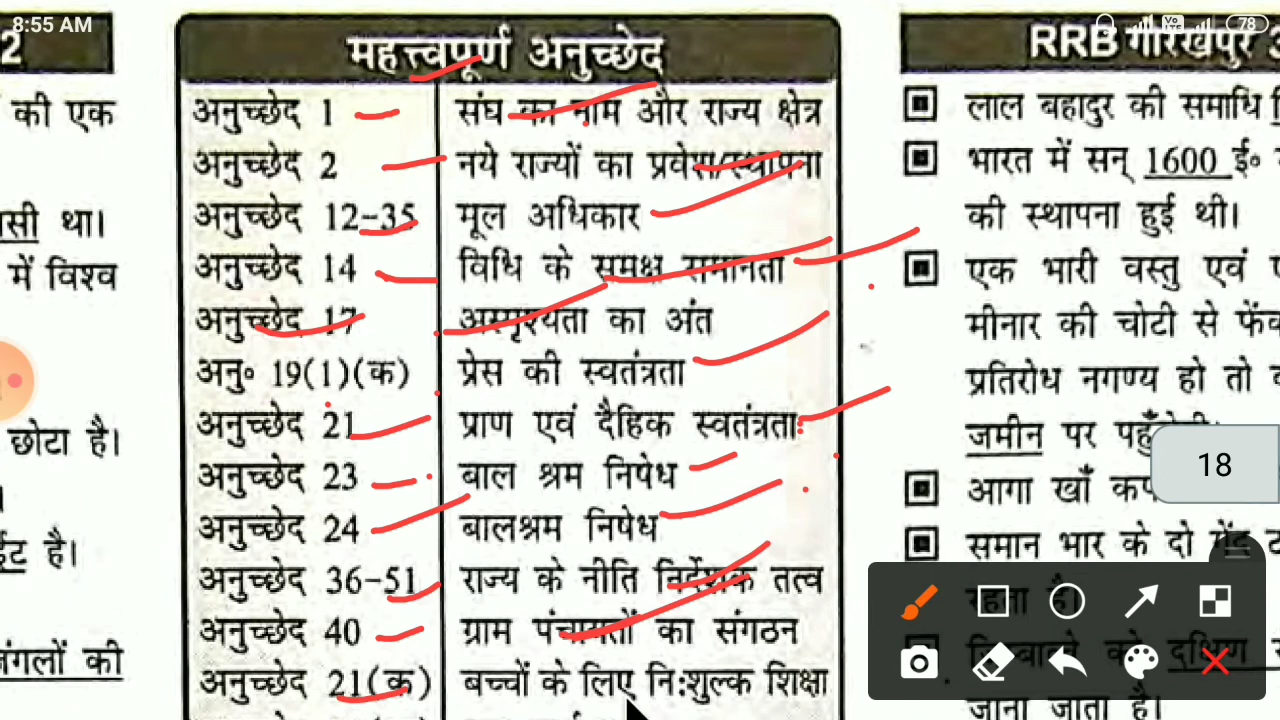 8:55 AM
78
2
महत्त्वपूर्ण अनुच्छेद
RRB गोरखपुर
की एक
अनुच्छेद 1 संघ का नाम और राज्य क्षेत्र
अनुच्छेद 2 नये राज्यों का प्रवेश/स्थापना
सी था।
अनुच्छेद 12-35 मूल अधिकार
में विश्व
अनुच्छेद 14 विधि के समक्ष समानता
अनुच्छेद 17 अस्पृश्यता का अंत
अनु० 19(1)(क) प्रेस की स्वतंत्रता
अनुच्छेद 21 प्राण एवं दैहिक स्वतंत्रता
छोटा है।
अनुच्छेद 23 बाल श्रम निषेध
अनुच्छेद 24 बालश्रम निषेध
है।
अनुच्छेद 36-51 राज्य के नीति निर्देशक तत्व
अनुच्छेद 40 ग्राम पंचायतों का संगठन
जंगलों की
अनुच्छेद 21(क) बच्चों के लिए निःशुल्क शिक्षा
लाल बहादुर की समाधि
भारत में सन् 1600 ई०
की स्थापना हुई थी।
एक भारी वस्तु एवं
मीनार की चोटी से फेंक
प्रतिरोध नगण्य हो तो
जमीन पर
18
आगा खाँ कप
समान भार के दो गेंद
है।
दक्षिण
जाना जाता है।